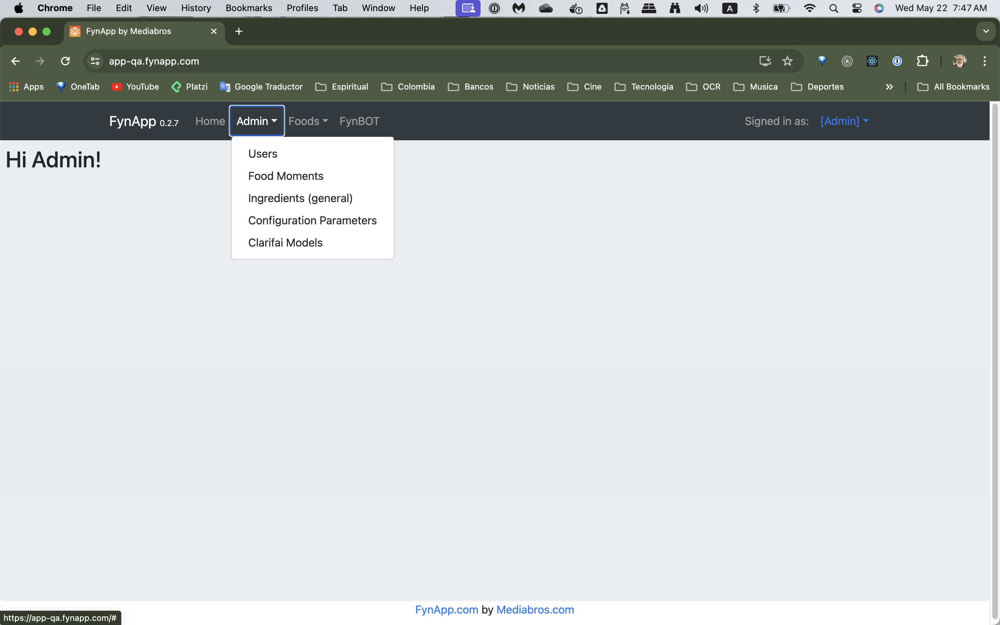 Chrome File Edit View History Bookmarks Profiles Tab Window Help A Wed May 22 7:47 AM
FynApp by Mediabros
app-qa.fynapp.com
Apps OneTab YouTube Platzi Google Traductor Espiritual Colombia Bancos Noticias Cine Tecnologia OCR Musica Deportes » All Bookmarks
FynApp 0.2.7 Home Admin Foods FynBOT Signed in as: [Admin]
Hi Admin!
Users
Food Moments
Ingredients (general)
Configuration Parameters
Clarifai Models
FynApp.com by Mediabros.com
https://app-qa.fynapp.com/#